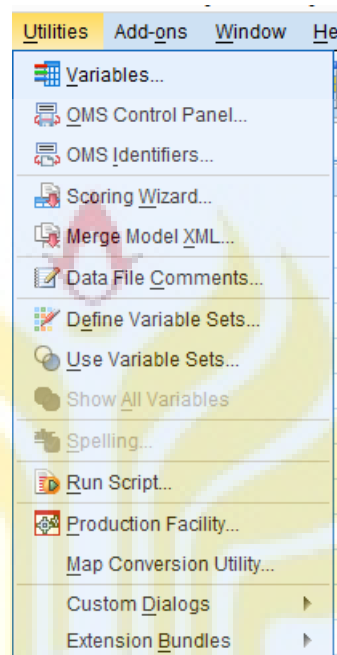 Utilities Add-ons Window He
Variables...
OMS Control Panel...
OMS Identifiers...
Scoring Wizard...
Merge Model XML...
Data File Comments...
Define Variable Sets...
Use Variable Sets...
Show All Variables
Spelling...
Run Script...
Production Facility...
Map Conversion Utility...
Custom Dialogs
Extension Bundles